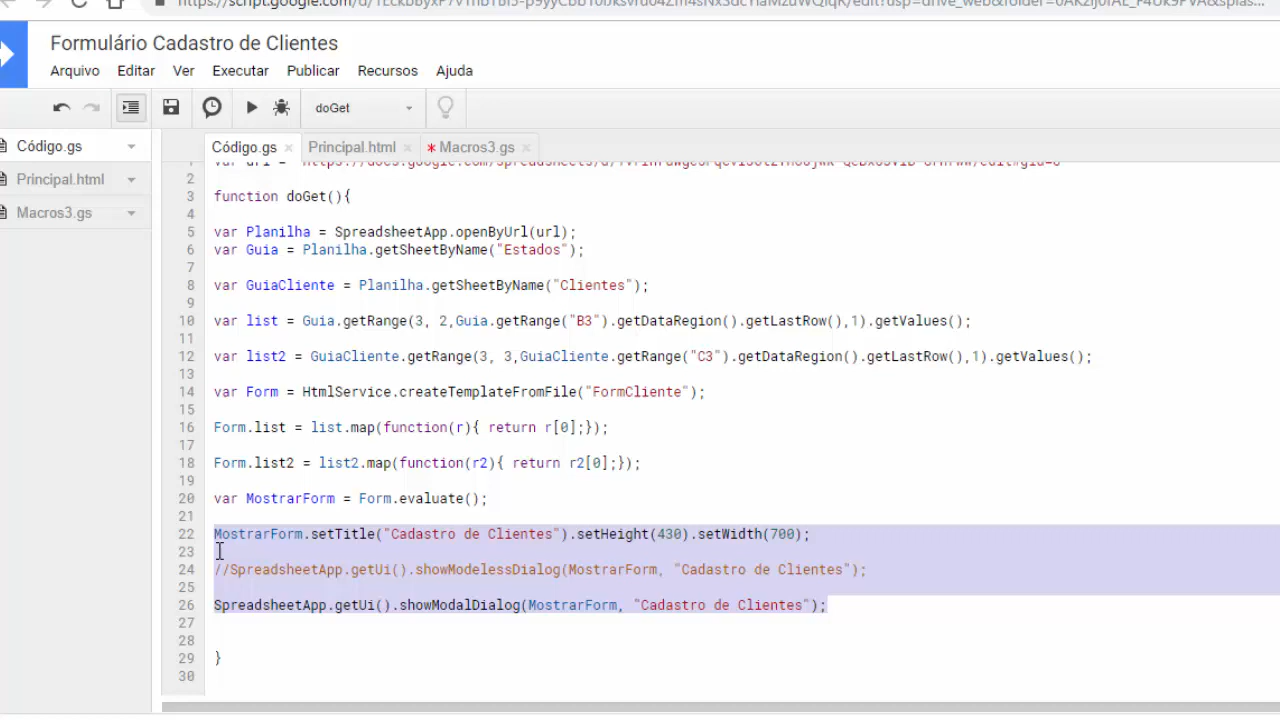 Formulário Cadastro de Clientes
Arquivo Editar Ver Executar Publicar Recursos Ajuda
doGet
Código.gs
Principal.html
Macros3.gs
Código.gs × Principal.html × * Macros3.gs ×
2
3 function doGet(){
4
5 var Planilha = SpreadsheetApp.openByUrl(url);
6 var Guia = Planilha.getSheetByName("Estados");
7
8 var GuiaCliente = Planilha.getSheetByName("Clientes");
9
10 var list = Guia.getRange(3, 2,Guia.getRange("B3").getDataRegion().getLastRow(),1).getValues();
11
12 var list2 = GuiaCliente.getRange(3, 3,GuiaCliente.getRange("C3").getDataRegion().getLastRow(),1).getValues();
13
14 var Form = HtmlService.createTemplateFromFile("FormCliente");
15
16 Form.list = list.map(function(r){ return r[0];});
17
18 Form.list2 = list2.map(function(r2){ return r2[0];});
19
20 var MostrarForm = Form.evaluate();
21
22 MostrarForm.setTitle("Cadastro de Clientes").setHeight(430).setWidth(700);
23
24 //SpreadsheetApp.getUi().showModelessDialog(MostrarForm, "Cadastro de Clientes");
25
26 SpreadsheetApp.getUi().showModalDialog(MostrarForm, "Cadastro de Clientes");
27
28
29 }
30